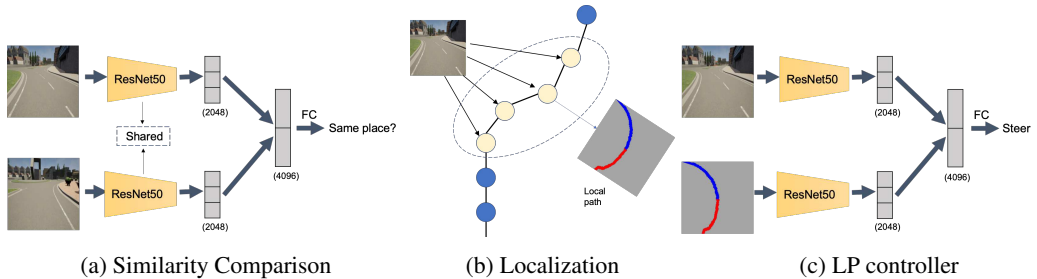 ResNet50
(2048)
Shared
FC
Same place?
(4096)
ResNet50
(2048)
(a) Similarity Comparison
Local
path
(b) Localization
ResNet50
(2048)
FC
Steer
(4096)
ResNet50
(2048)
(c) LP controller